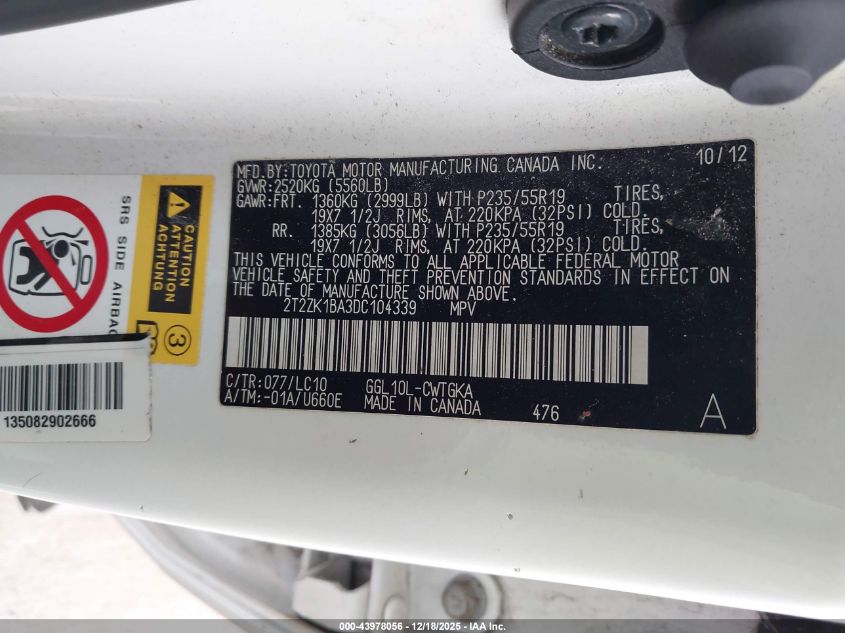 MFD.BY:TOYOTA MOTOR MANUFACTURING CANADA INC. 10/12
GVWR:2520KG (5560LB)
GAWR:FRT. 1360KG (2999LB) WITH P235/55R19 TIRES,
19X7 1/2J RIMS, AT 220KPA (32PSI) COLD.
RR. 1385KG (3056LB) WITH P235/55R19 TIRES,
19X7 1/2J RIMS, AT 220KPA (32PSI) COLD.
THIS VEHICLE CONFORMS TO ALL APPLICABLE FEDERAL MOTOR
VEHICLE SAFETY AND THEFT PREVENTION STANDARDS IN EFFECT ON
THE DATE OF MANUFACTURE SHOWN ABOVE.
2T2ZK1BA3DC104339 MPV
C/TR:077/LC10 GGL10L-CWTGKA
A/TM:-01A/U660E MADE IN CANADA 476 A
CAUTION
ATTENTION
ACHTUNG
SRS SIDE AIRBAG
3
135082902666
000-43978056 - 12/18/2025 - IAA Inc.